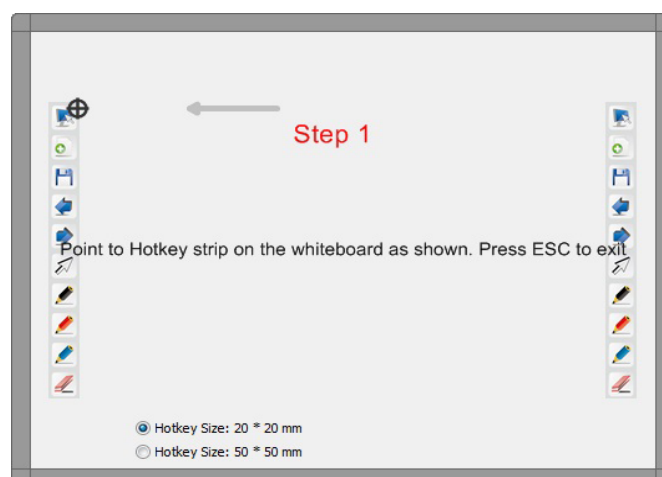 Step 1
Point to Hotkey strip on the whiteboard as shown. Press ESC to exit
Hotkey Size: 20 * 20 mm
Hotkey Size: 50 * 50 mm